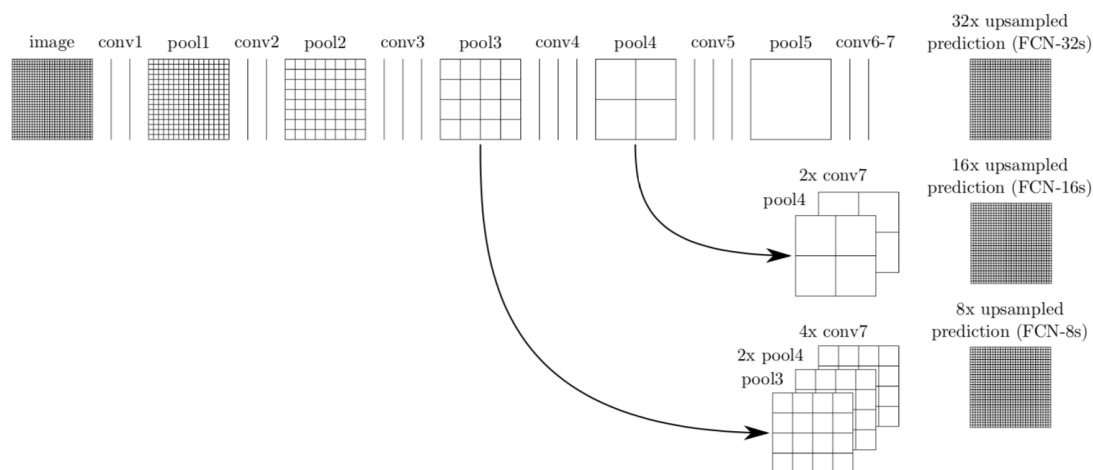 image
conv1
pool1
conv2
pool2
conv3
pool3
conv4
pool4
conv5
pool5
conv6-7
32x upsampled
prediction (FCN-32s)
2x conv7
pool4
16x upsampled
prediction (FCN-16s)
4x conv7
2x pool4
pool3
8x upsampled
prediction (FCN-8s)